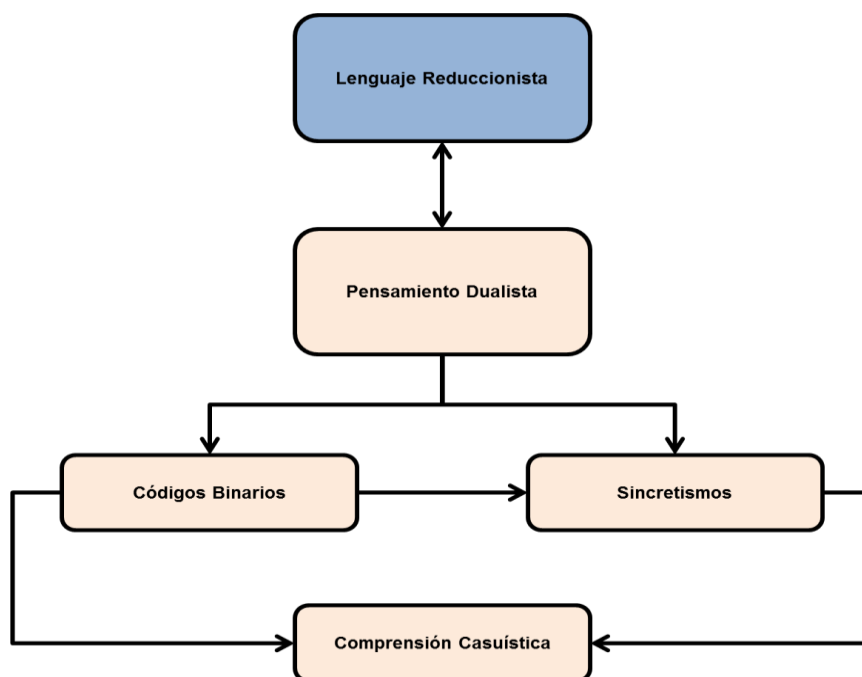 Lenguaje Reduccionista
Pensamiento Dualista
Códigos Binarios
Sincretismos
Comprensión Casuística